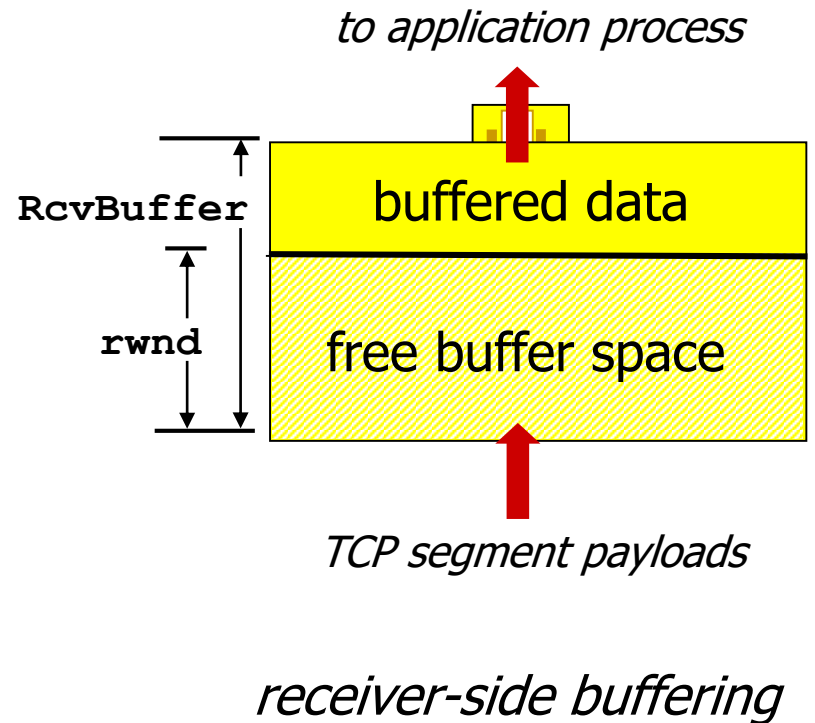 to application process
RcvBuffer
buffered data
rwnd
free buffer space
TCP segment payloads
receiver-side buffering